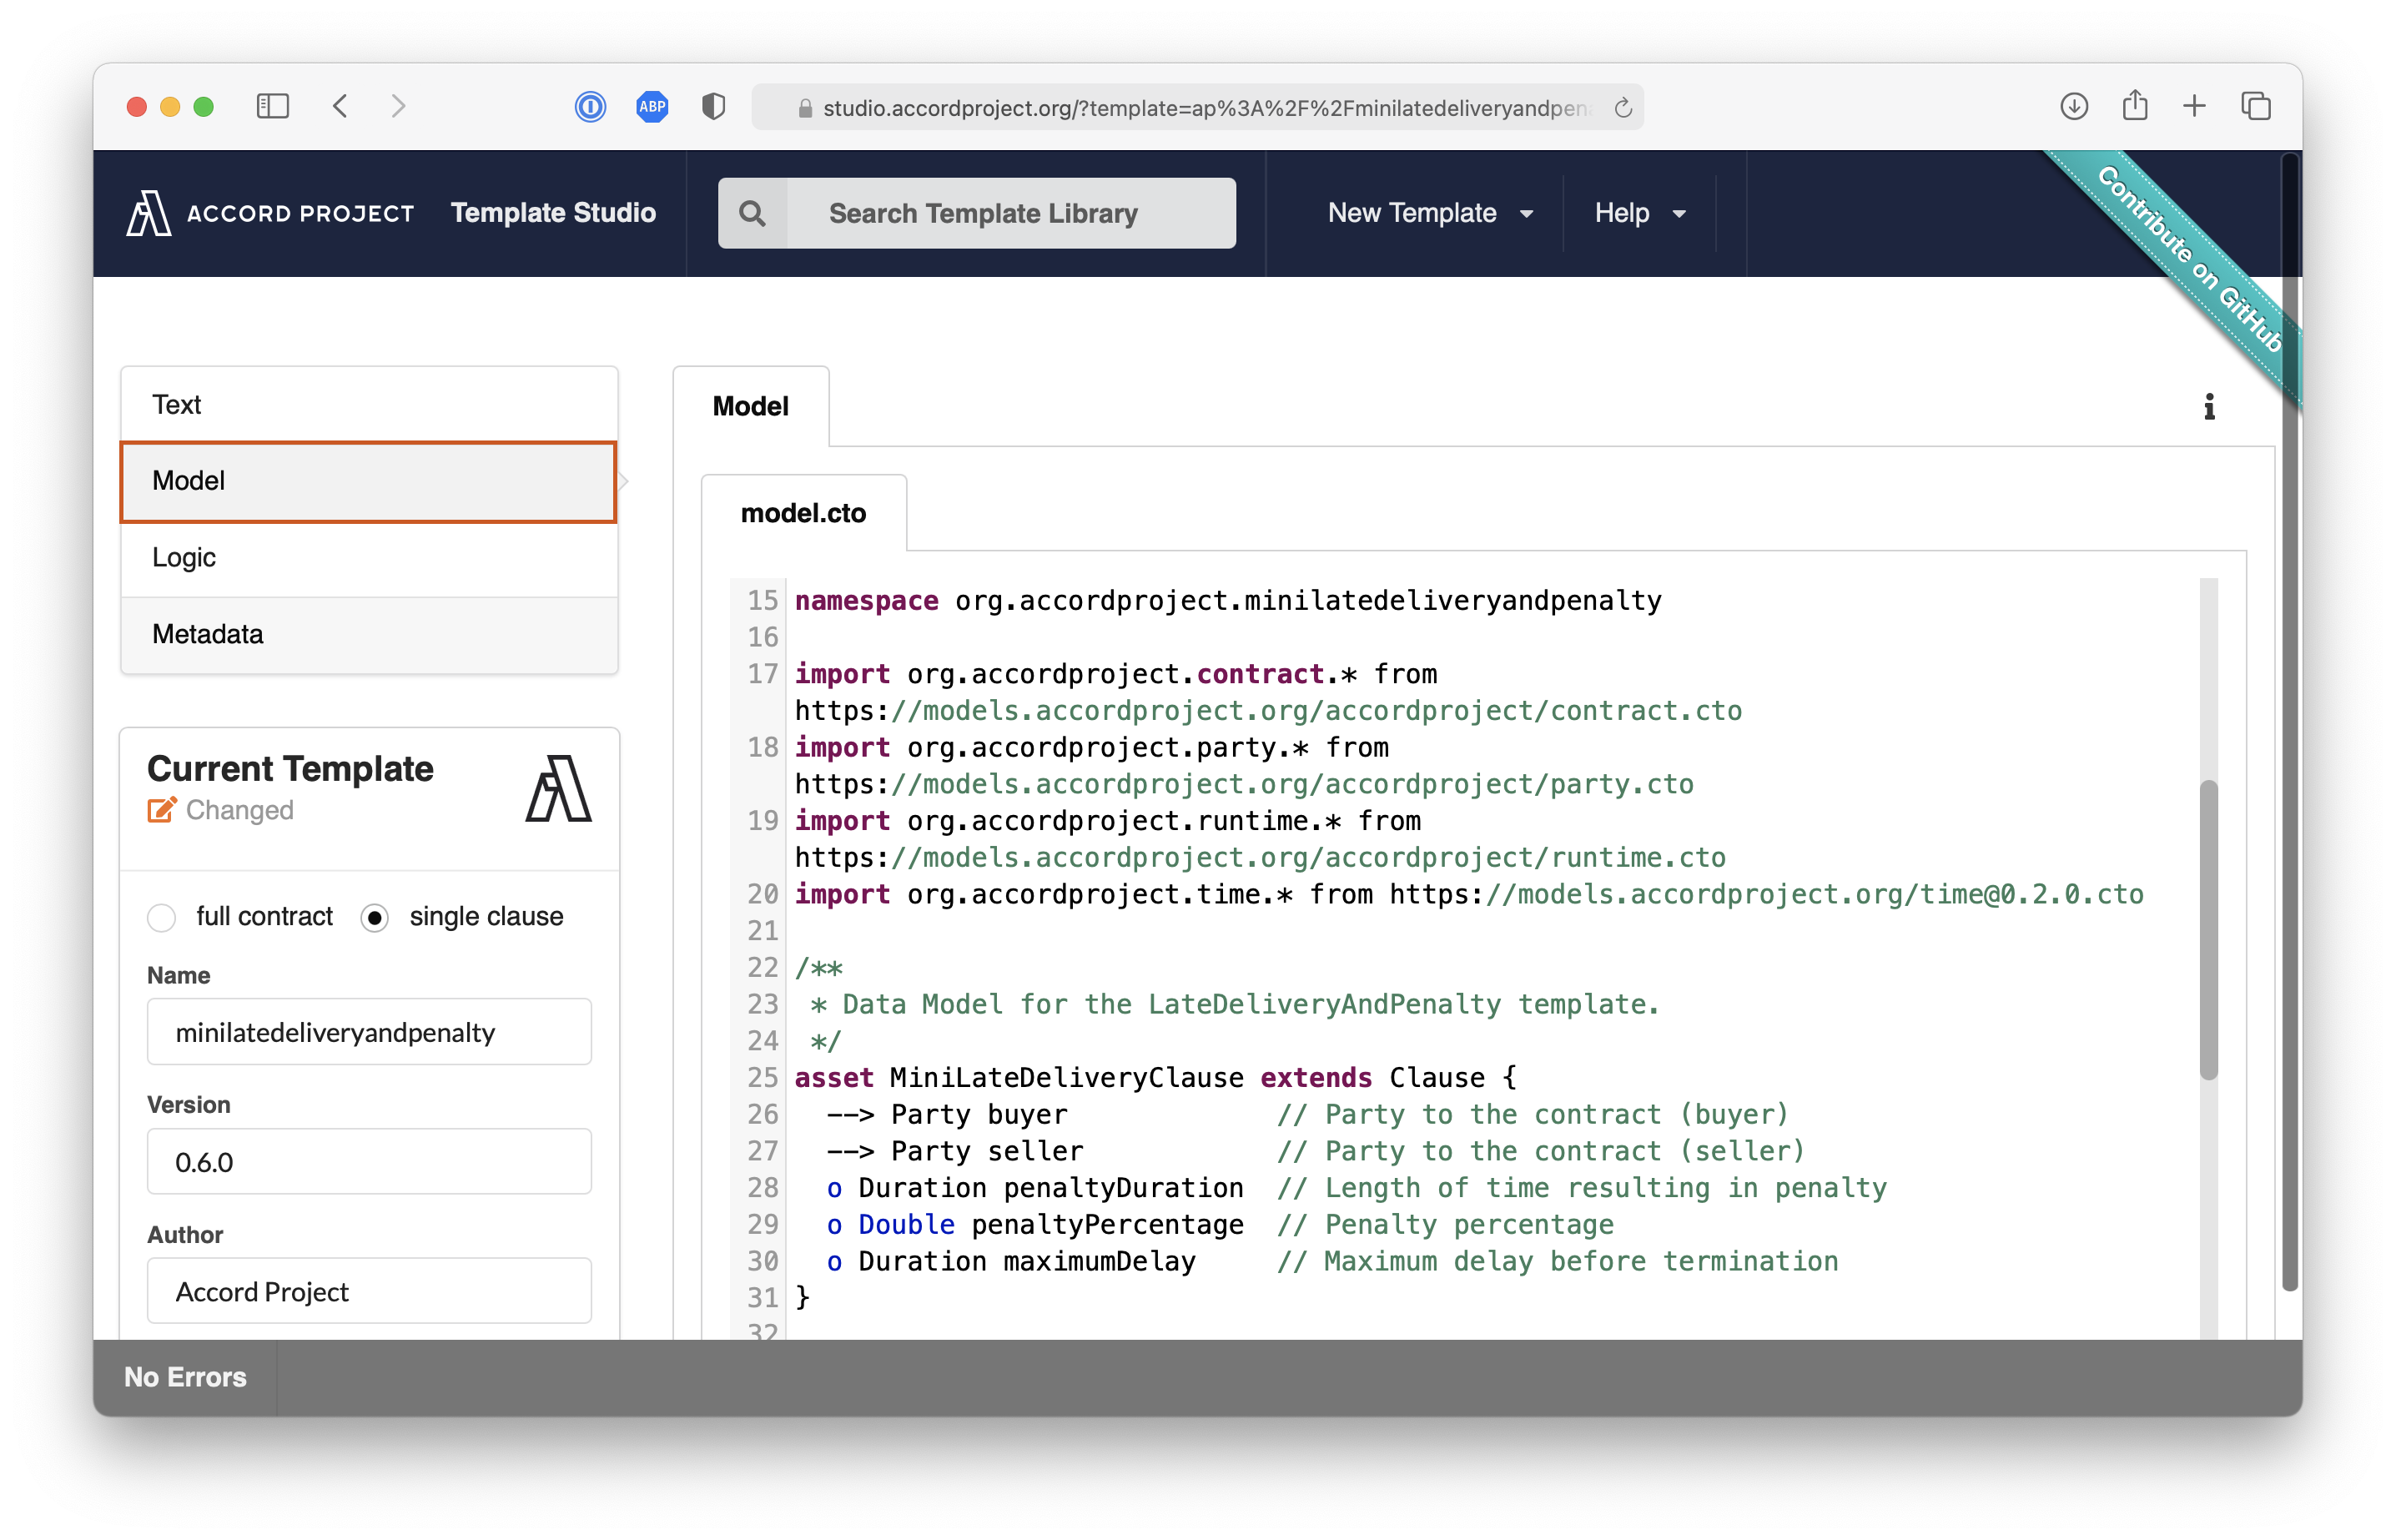 ABP
studio.accordproject.org/?template=ap%3A%2F%2Fminilatedeliveryandpen
ACCORD PROJECT
Template Studio
Search Template Library
New Template
Help
Contribute on GitHub
Text
Model
Logic
Metadata
Current Template
Changed
full contract
single clause
Name
minilatedeliveryandpenalty
Version
0.6.0
Author
Accord Project
Model
model.cto
15 namespace org.accordproject.minilatedeliveryandpenalty
16
17 import org.accordproject.contract.* from
https://models.accordproject.org/accordproject/contract.cto
18 import org.accordproject.party.* from
https://models.accordproject.org/accordproject/party.cto
19 import org.accordproject.runtime.* from
https://models.accordproject.org/accordproject/runtime.cto
20 import org.accordproject.time.* from https://models.accordproject.org/time@0.2.0.cto
21
22 /**
23  * Data Model for the LateDeliveryAndPenalty template.
24  */
25 asset MiniLateDeliveryClause extends Clause {
26   --> Party buyer             // Party to the contract (buyer)
27   --> Party seller            // Party to the contract (seller)
28   o Duration penaltyDuration  // Length of time resulting in penalty
29   o Double penaltyPercentage  // Penalty percentage
30   o Duration maximumDelay     // Maximum delay before termination
31 }
32
No Errors